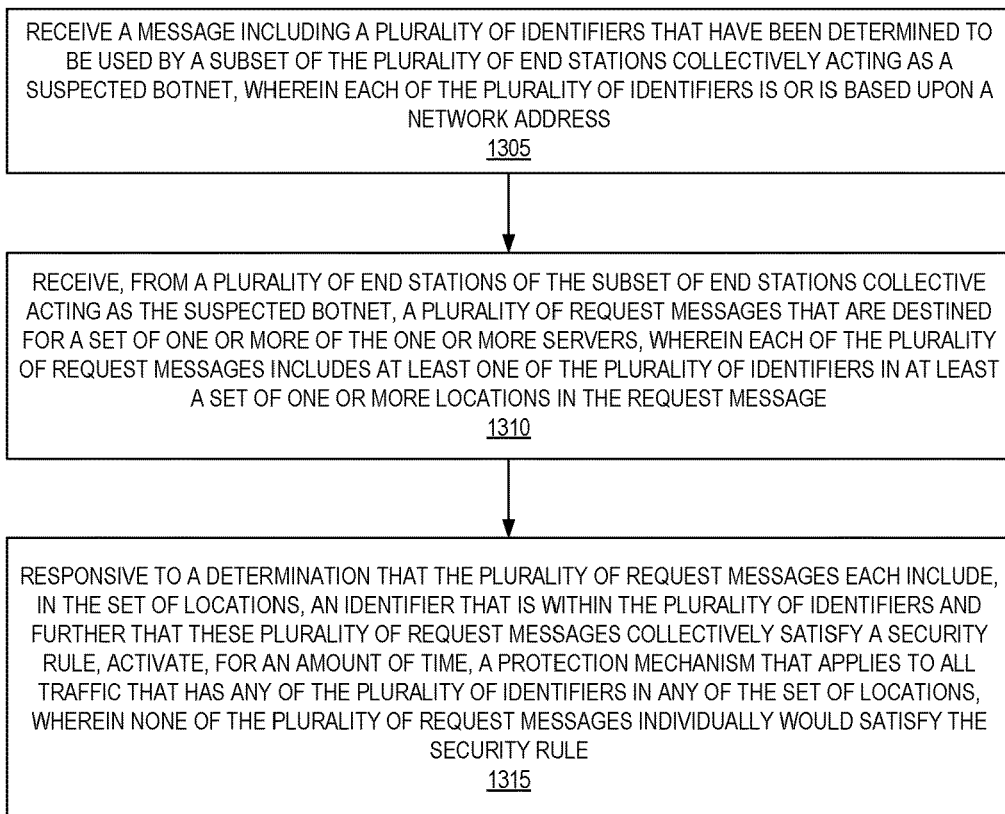 RECEIVE A MESSAGE INCLUDING A PLURALITY OF IDENTIFIERS THAT HAVE BEEN DETERMINED TO
BE USED BY A SUBSET OF THE PLURALITY OF END STATIONS COLLECTIVELY ACTING AS A
SUSPECTED BOTNET, WHEREIN EACH OF THE PLURALITY OF IDENTIFIERS IS OR IS BASED UPON A
NETWORK ADDRESS
1305
RECEIVE, FROM A PLURALITY OF END STATIONS OF THE SUBSET OF END STATIONS COLLECTIVE
ACTING AS THE SUSPECTED BOTNET, A PLURALITY OF REQUEST MESSAGES THAT ARE DESTINED
FOR A SET OF ONE OR MORE OF THE ONE OR MORE SERVERS, WHEREIN EACH OF THE PLURALITY
OF REQUEST MESSAGES INCLUDES AT LEAST ONE OF THE PLURALITY OF IDENTIFIERS IN AT LEAST
A SET OF ONE OR MORE LOCATIONS IN THE REQUEST MESSAGE
1310
RESPONSIVE TO A DETERMINATION THAT THE PLURALITY OF REQUEST MESSAGES EACH INCLUDE,
IN THE SET OF LOCATIONS, AN IDENTIFIER THAT IS WITHIN THE PLURALITY OF IDENTIFIERS AND
FURTHER THAT THESE PLURALITY OF REQUEST MESSAGES COLLECTIVELY SATISFY A SECURITY
RULE, ACTIVATE, FOR AN AMOUNT OF TIME, A PROTECTION MECHANISM THAT APPLIES TO ALL
TRAFFIC THAT HAS ANY OF THE PLURALITY OF IDENTIFIERS IN ANY OF THE SET OF LOCATIONS,
WHEREIN NONE OF THE PLURALITY OF REQUEST MESSAGES INDIVIDUALLY WOULD SATISFY THE
SECURITY RULE
1315